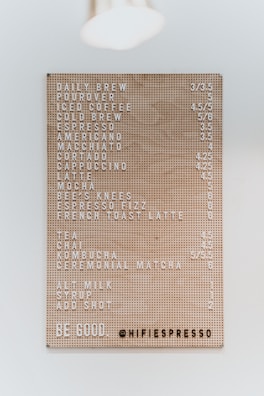 DAILY BREW 3/3.5
POUROVER 5
ICED COFFEE 4.5/5
COLD BREW 5/6
ESPRESSO 3.5
AMERICANO 3.5
MACCHIATO 4
CORTADO 4.25
CAPPUCCINO 4.25
LATTE 4.5
MOCHA 5
BEE'S KNEES 6
ESPRESSO FIZZ 6
FRENCH TOAST LATTE 6
TEA 4.5
CHAI 4.5
KOMBUCHA 5/5.5
CEREMONIAL MATCHA 6
ALT MILK 1
SYRUP
ADD SHOT
BE GOOD. @HIFIESPRESSO